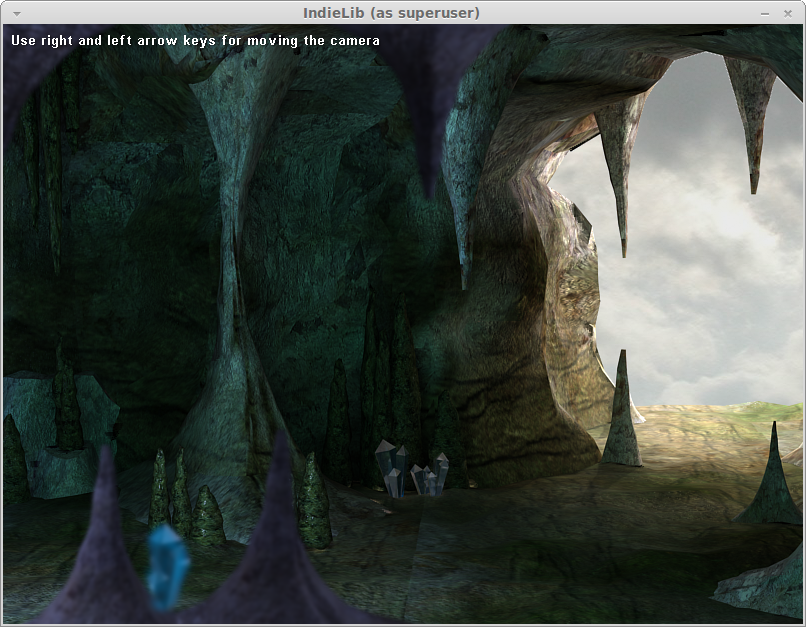 IndieLib (as superuser)
Use right and left arrow keys for moving the camera